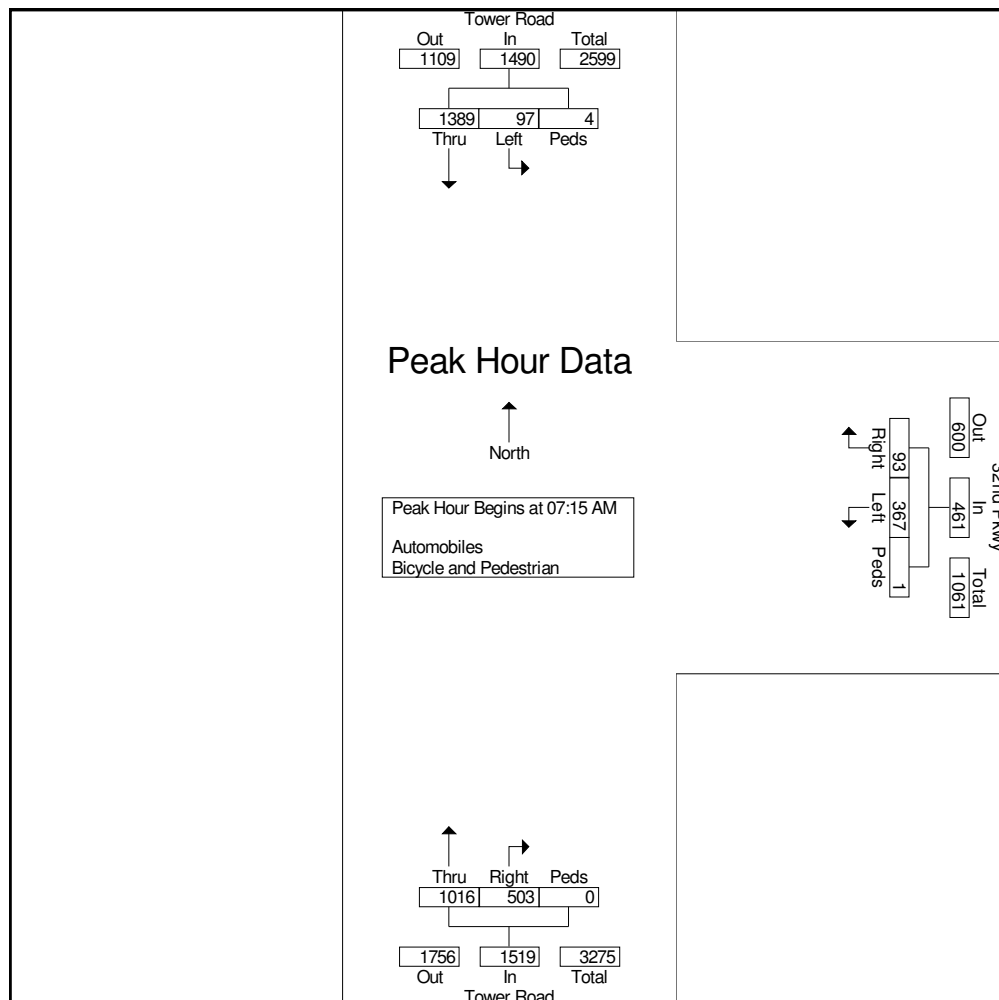 Tower Road
Out In Total
1109 1490 2599
1389 97 4
Thru Left Peds
Peak Hour Data
North
Peak Hour Begins at 07:15 AM
Automobiles
Bicycle and Pedestrian
Out In Total
600 461 1061
93 367 1
Right Left Peds
Thru Right Peds
1016 503 0
1756 1519 3275
Out In Total
Tower Road